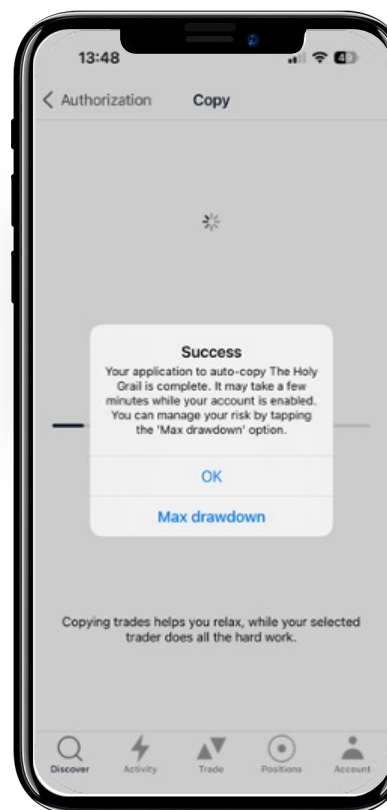 13:48
Authorization
Copy
Success
Your application to auto-copy The Holy
Grail is complete. It may take a few
minutes while your account is enabled.
You can manage your risk by tapping
the 'Max drawdown' option.
OK
Max drawdown
Copying trades helps you relax, while your selected
trader does all the hard work.
Discover
Activity
Trade
Positions
Account